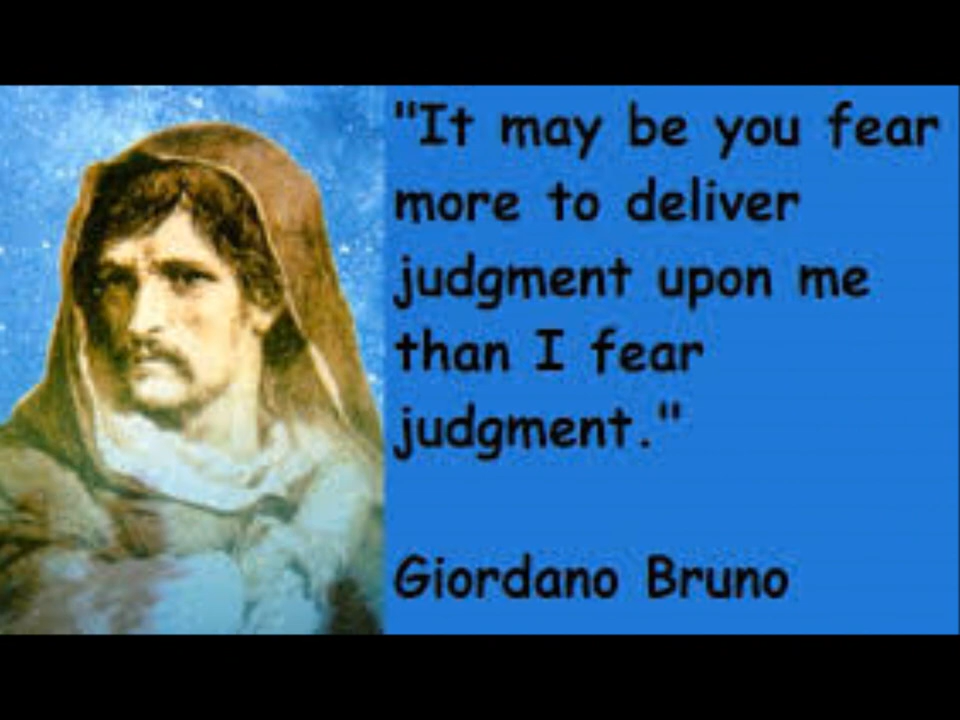 "It may be you fear
more to deliver
judgment upon me
than I fear
judgment."
Giordano Bruno